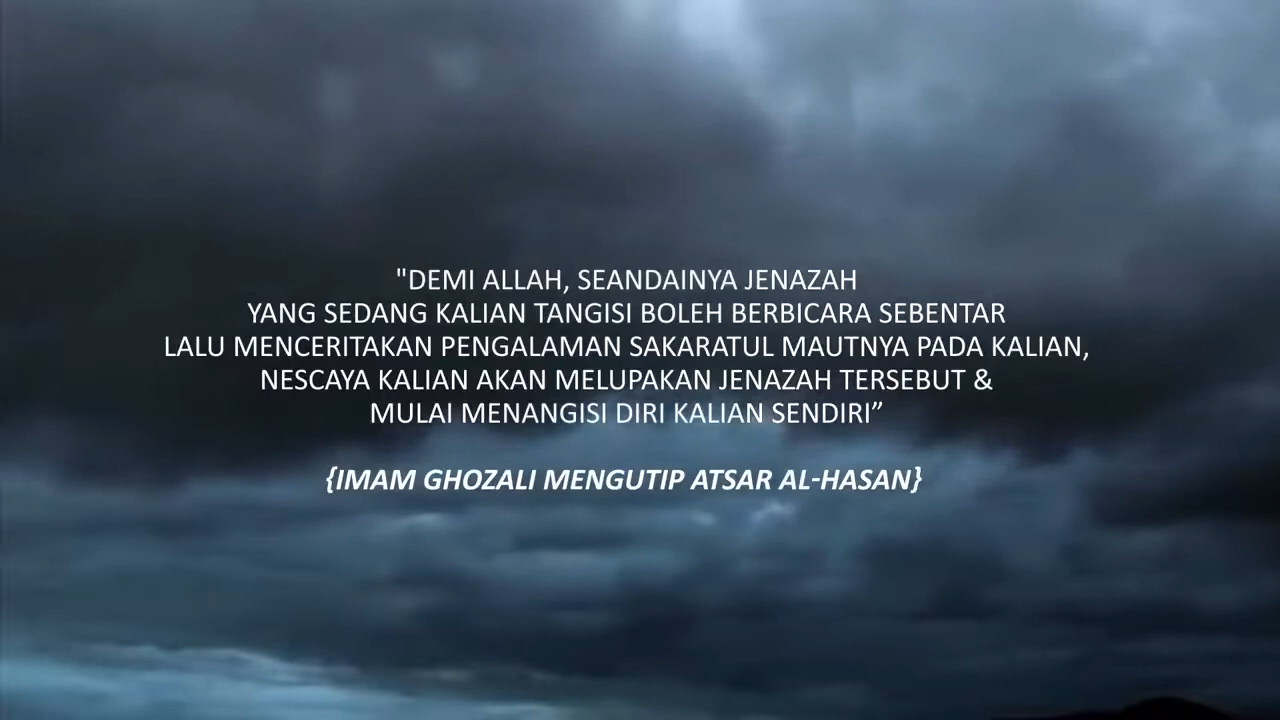 "DEMI ALLAH, SEANDAINYA JENAZAH
YANG SEDANG KALIAN TANGISI BOLEH BERBICARA SEBENTAR
LALU MENCERITAKAN PENGALAMAN SAKARATUL MAUTNYA PADA KALIAN,
NESCAYA KALIAN AKAN MELUPAKAN JENAZAH TERSEBUT &
MULAI MENANGISI DIRI KALIAN SENDIRI”
{IMAM GHOZALI MENGUTIP ATSAR AL-HASAN}